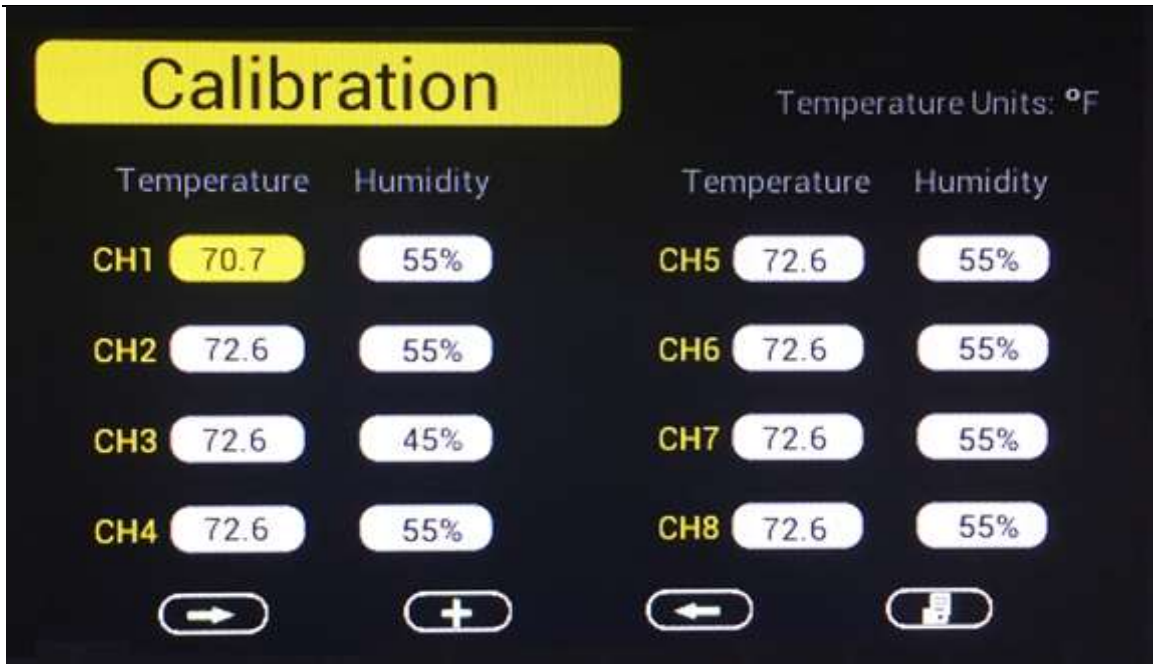 Calibration
Temperature Units: °F
Temperature Humidity Temperature Humidity
CH1 70.7 55% CH5 72.6 55%
CH2 72.6 55% CH6 72.6 55%
CH3 72.6 45% CH7 72.6 55%
CH4 72.6 55% CH8 72.6 55%